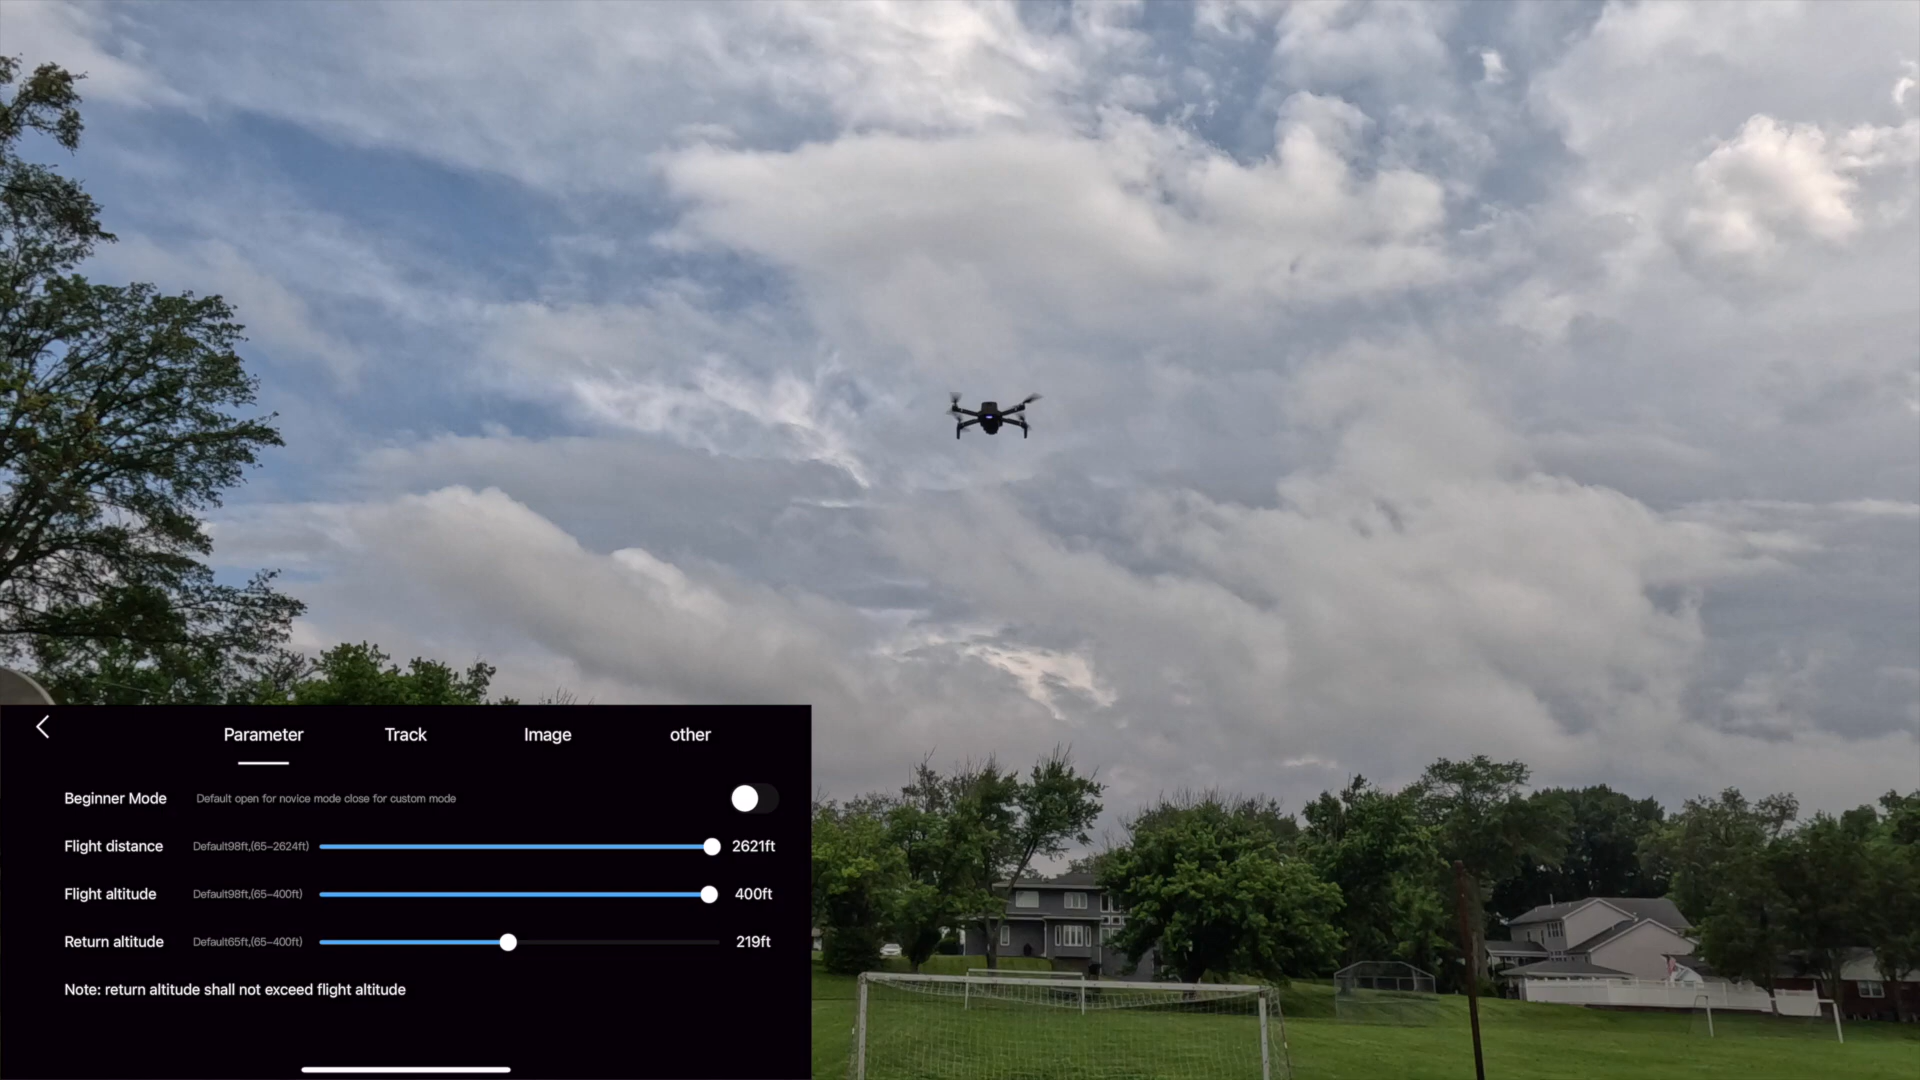 Parameter Track Image other
Beginner Mode Default open for novice mode close for custom mode
Flight distance Default98ft,(65-2624ft) 2621ft
Flight altitude Default98ft,(65-400ft) 400ft
Return altitude Default65ft,(65-400ft) 219ft
Note: return altitude shall not exceed flight altitude